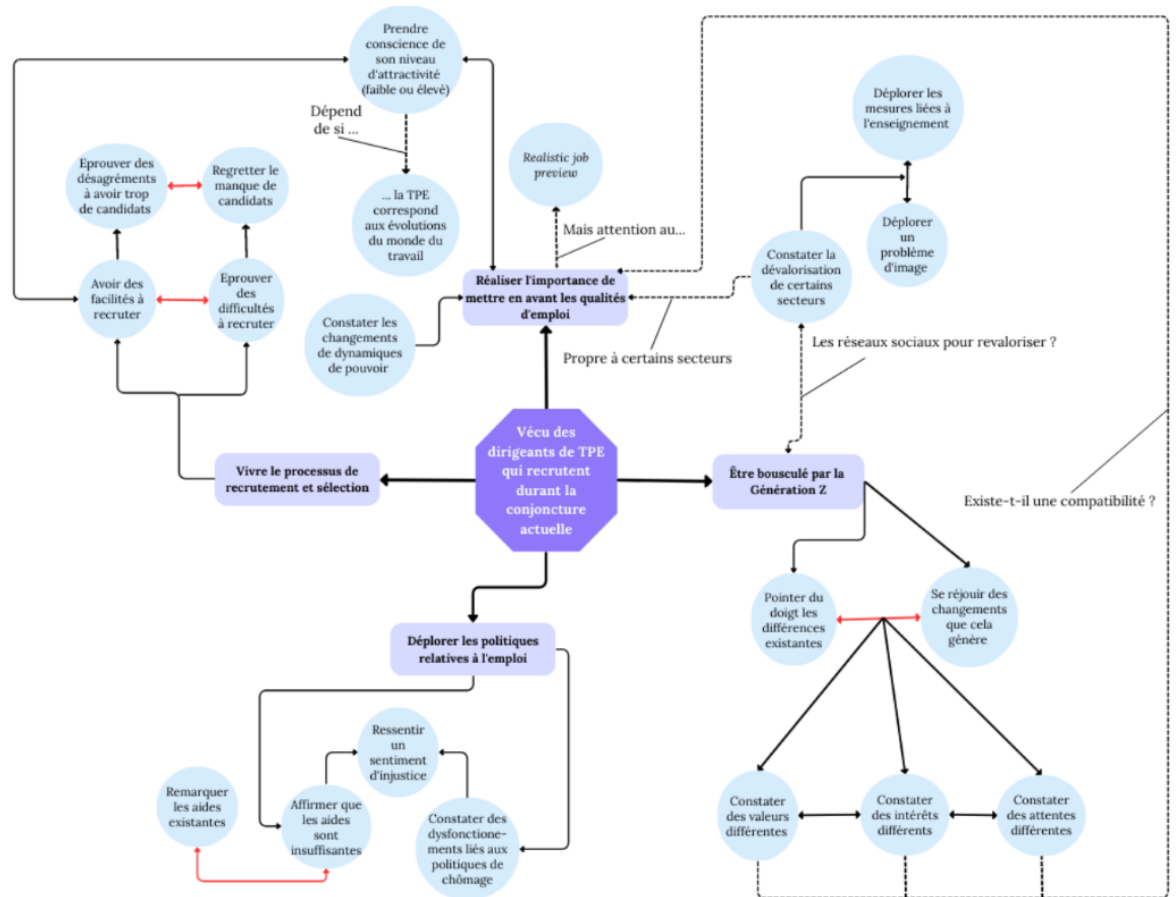 Prendre
conscience de
son niveau
d'attractivité
(faible ou élevé)
Dépend
de si ...
... la TPE
correspond
aux évolutions
du monde du
travail
Realistic job
preview
Mais attention au...
Déplorer les
mesures liées à
l'enseignement
Déplorer
un
problème
d'image
Constater la
dévalorisation
de certains
secteurs
Eprouver des
désagréments
à avoir trop
de candidats
Regretter le
manque de
candidats
Avoir des
facilités à
recruter
Eprouver
des
difficultés
à recruter
Réaliser l'importance de
mettre en avant les qualités
d'emploi
Constater les
changements
de dynamiques
de pouvoir
Propre à certains secteurs
Les réseaux sociaux pour revaloriser ?
Vécu des
dirigeants de TPE
qui recrutent
durant la
conjoncture
actuelle
Vivre le processus de
recrutement et sélection
Être bousculé par la
Génération Z
Existe-t-il une compatibilité ?
Pointer du
doigt les
différences
existantes
Se réjouir des
changements
que cela
génère
Déplorer les politiques
relatives à l'emploi
Ressentir
un
sentiment
d'injustice
Remarquer
les aides
existantes
Affirmer que
les aides
sont
insuffisantes
Constater des
dysfonctione-
ments liés aux
politiques de
chômage
Constater
des valeurs
différentes
Constater
des intérêts
différents
Constater
des attentes
différentes